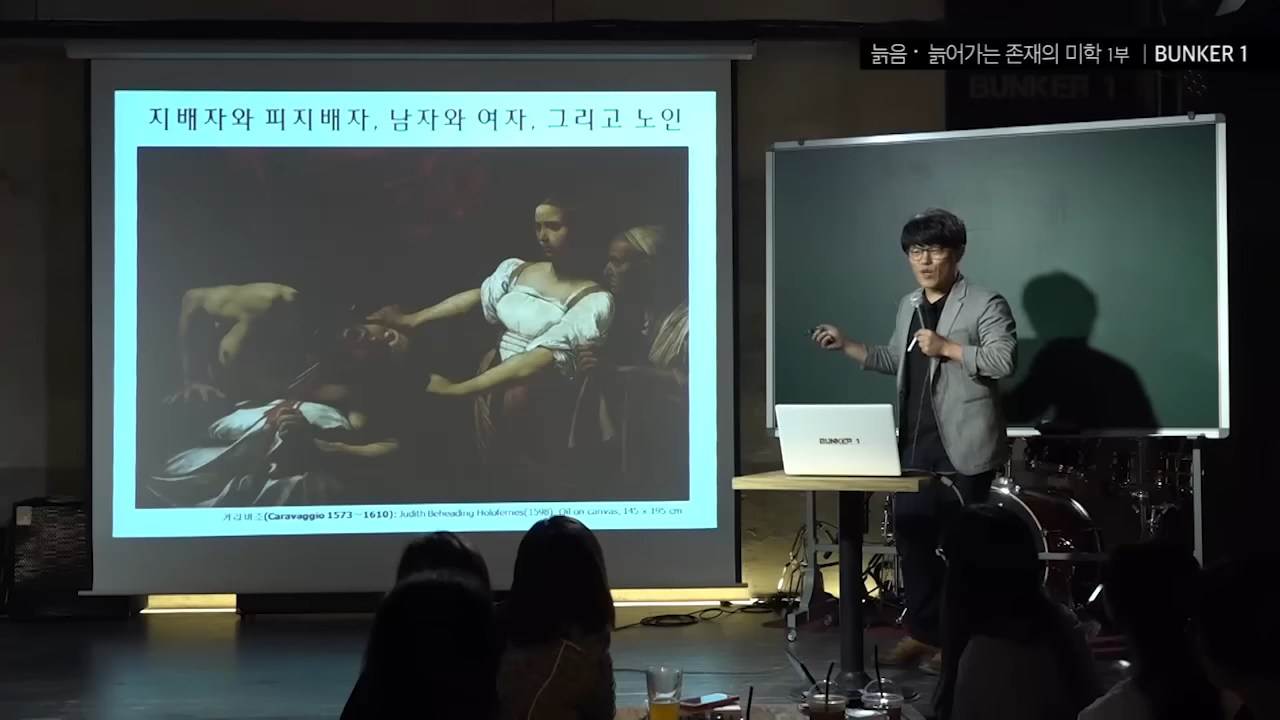 늙음 · 늙어가는 존재의 미학 1부 | BUNKER 1
BUNKER 1
지배자와 피지배자, 남자와 여자, 그리고 노인
카라바조(Caravaggio 1573~1610): Judith Beheading Holofernes(1598), Oil on canvas, 145 x 195 cm
BUNKER 1